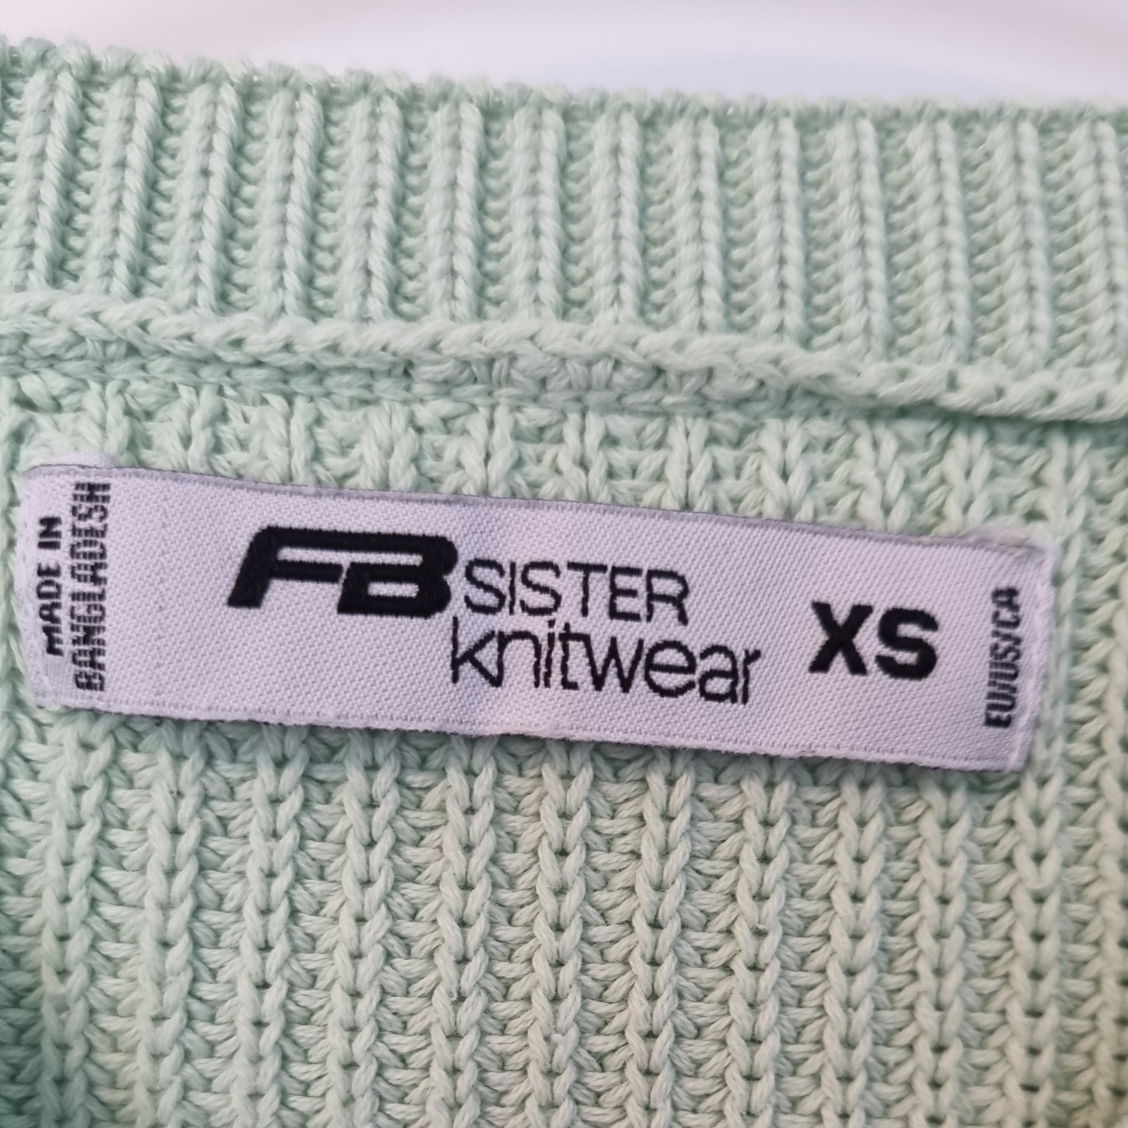 MADE IN
BANGLADESH
FB SISTER
knitwear
XS
EU/US/CA